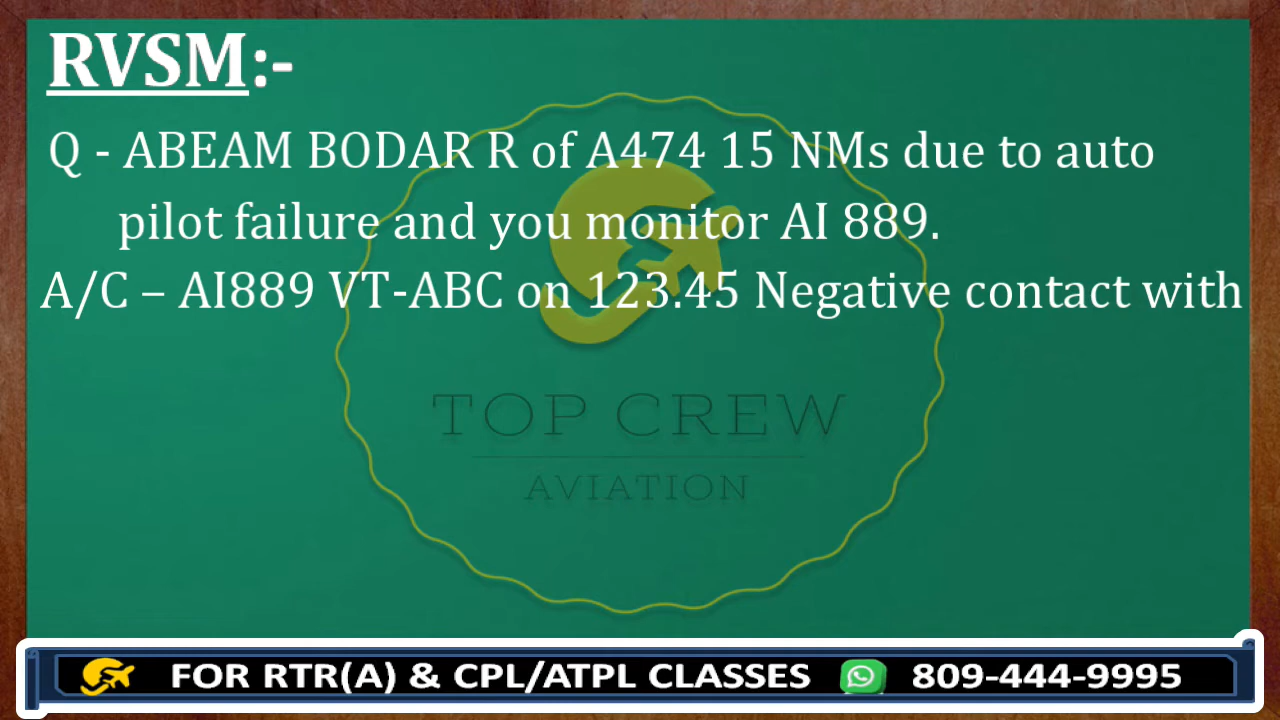 RVSM:-
Q - ABEAM BODAR R of A474 15 NMs due to auto
pilot failure and you monitor AI 889.
A/C – AI889 VT-ABC on 123.45 Negative contact with
TOP CREW
AVIATION
FOR RTR(A) & CPL/ATPL CLASSES 809-444-9995